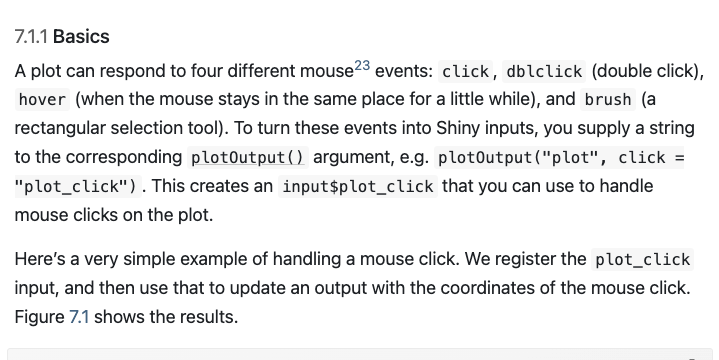 7.1.1 Basics
A plot can respond to four different mouse23 events: click, dblclick (double click),
hover (when the mouse stays in the same place for a little while), and brush (a
rectangular selection tool). To turn these events into Shiny inputs, you supply a string
to the corresponding plotOutput() argument, e.g. plotOutput("plot", click =
"plot_click"). This creates an input$plot_click that you can use to handle
mouse clicks on the plot.
Here’s a very simple example of handling a mouse click. We register the plot_click
input, and then use that to update an output with the coordinates of the mouse click.
Figure 7.1 shows the results.